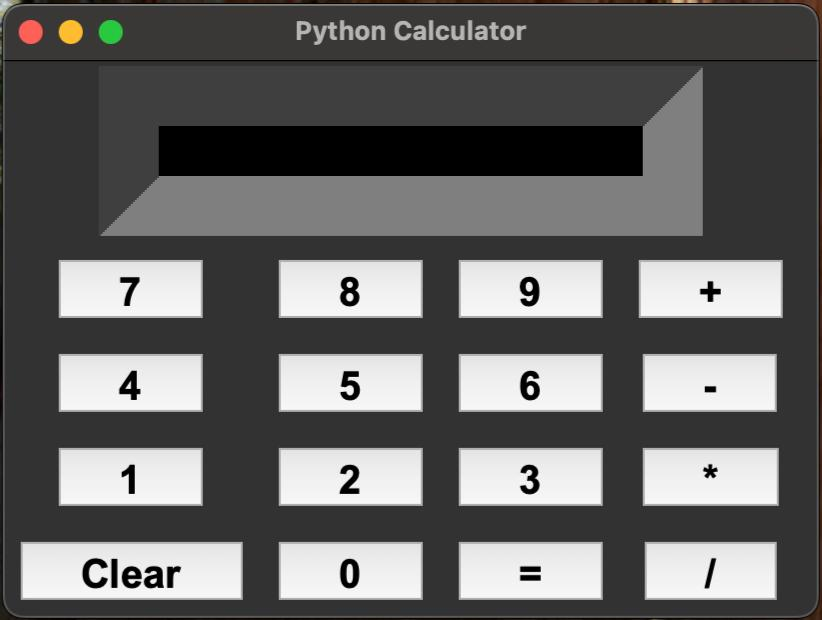 Python Calculator
7 8 9 +
4 5 6 -
1 2 3 *
Clear 0 = /